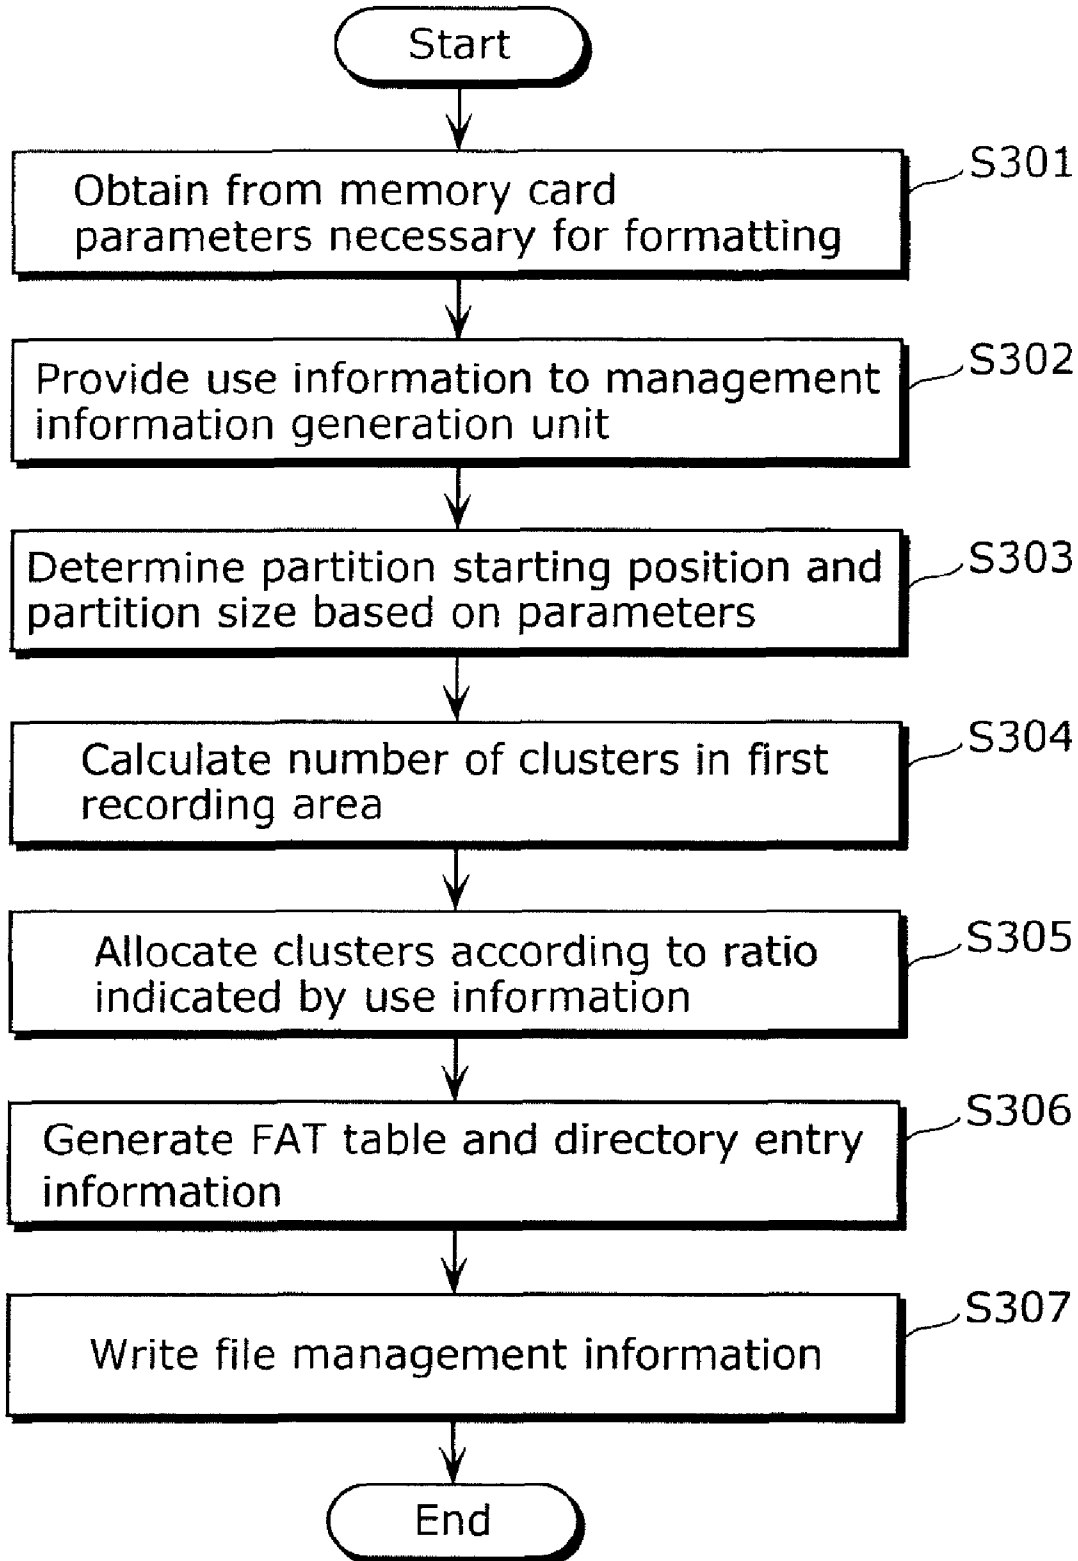 Start
Obtain from memory card
parameters necessary for formatting
S301
Provide use information to management
information generation unit
S302
Determine partition starting position and
partition size based on parameters
S303
Calculate number of clusters in first
recording area
S304
Allocate clusters according to ratio
indicated by use information
S305
Generate FAT table and directory entry
information
S306
Write file management information
S307
End